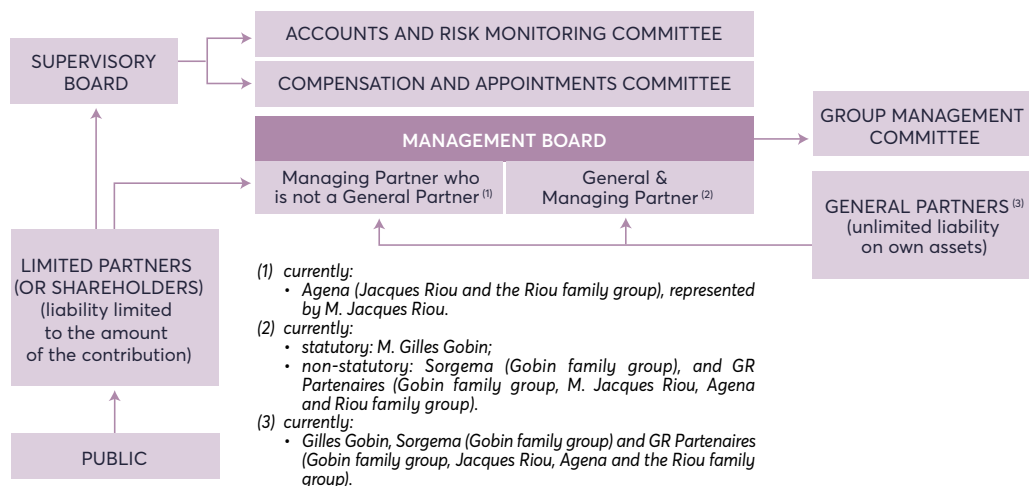 ACCOUNTS AND RISK MONITORING COMMITTEE
SUPERVISORY
BOARD
COMPENSATION AND APPOINTMENTS COMMITTEE
MANAGEMENT BOARD
GROUP MANAGEMENT
COMMITTEE
Managing Partner who
is not a General Partner (1)
General &
Managing Partner (2)
GENERAL PARTNERS (3)
(unlimited liability
on own assets)
LIMITED PARTNERS
(OR SHAREHOLDERS)
(liability limited
to the amount
of the contribution)
PUBLIC
(1) currently:
• Agena (Jacques Riou and the Riou family group), represented
by M. Jacques Riou.
(2) currently:
• statutory: M. Gilles Gobin;
• non-statutory: Sorgema (Gobin family group), and GR
Partenaires (Gobin family group, M. Jacques Riou, Agena
and Riou family group).
(3) currently:
• Gilles Gobin, Sorgema (Gobin family group) and GR Partenaires
(Gobin family group, Jacques Riou, Agena and the Riou family
group).